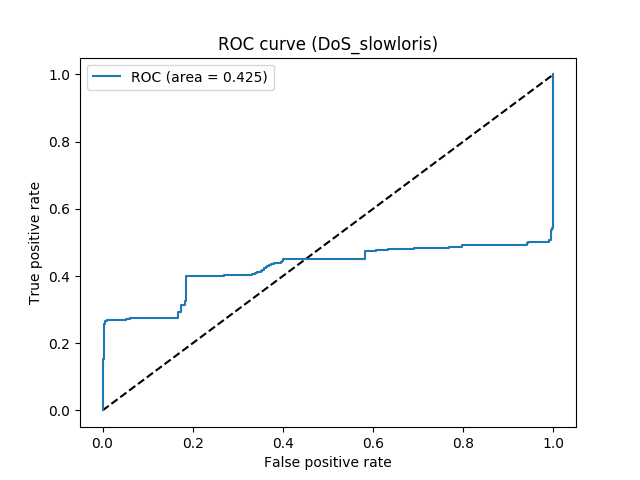 ROC curve (DoS_slowloris)
ROC (area = 0.425)
1.0
0.8
0.6
0.4
0.2
0.0
True positive rate
0.0 0.2 0.4 0.6 0.8 1.0
False positive rate